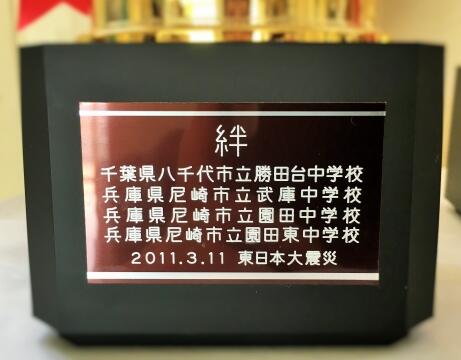 絆
千葉県八千代市立勝田台中学校
兵庫県尼崎市立武庫中学校
兵庫県尼崎市立園田中学校
兵庫県尼崎市立園田東中学校
2011.3.11 東日本大震災